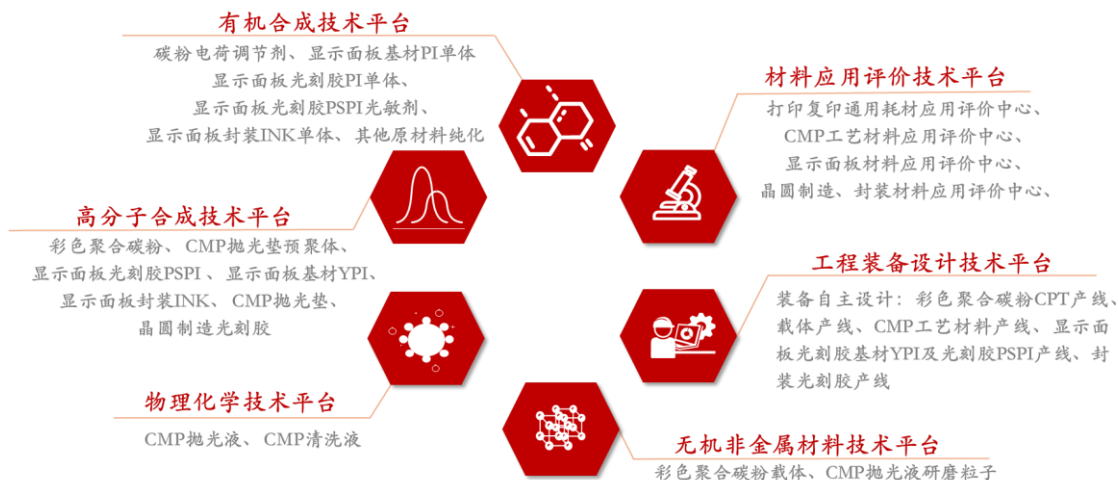 有机合成技术平台
碳粉电荷调节剂、显示面板基材PI单体
显示面板光刻胶PI单体、
显示面板光刻胶PSPI光敏剂、
显示面板封装INK单体、其他原材料纯化
材料应用评价技术平台
打印复印通用耗材应用评价中心、
CMP工艺材料应用评价中心、
显示面板材料应用评价中心、
晶圆制造、封装材料应用评价中心、
高分子合成技术平台
彩色聚合碳粉、CMP抛光垫预聚体、
显示面板光刻胶PSPI、显示面板基材YPI、
显示面板封装INK、CMP抛光垫、
晶圆制造光刻胶
工程装备设计技术平台
装备自主设计：彩色聚合碳粉CPT产线、
载体产线、CMP工艺材料产线、显示面
板光刻胶基材YPI及光刻胶PSPI产线、封
装光刻胶产线
物理化学技术平台
CMP抛光液、CMP清洗液
无机非金属材料技术平台
彩色聚合碳粉载体、CMP抛光液研磨粒子